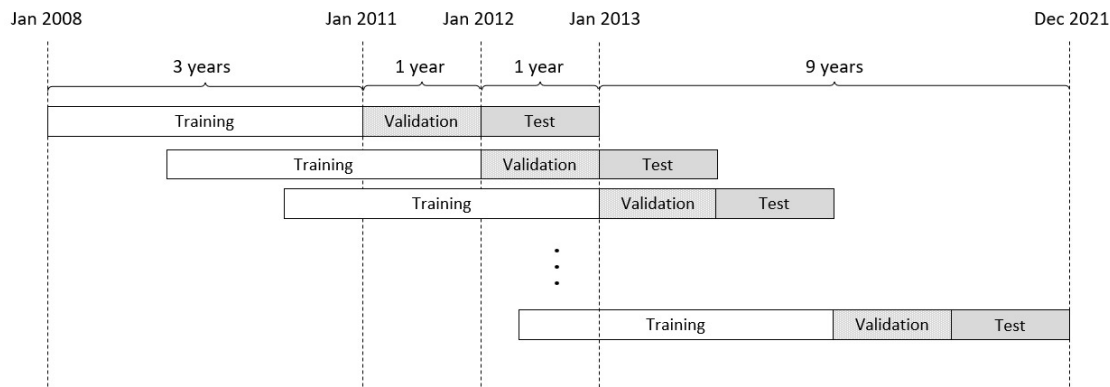 Jan 2008 Jan 2011 Jan 2012 Jan 2013 Dec 2021
3 years 1 year 1 year 9 years
Training Validation Test
Training Validation Test
Training Validation Test
Training Validation Test